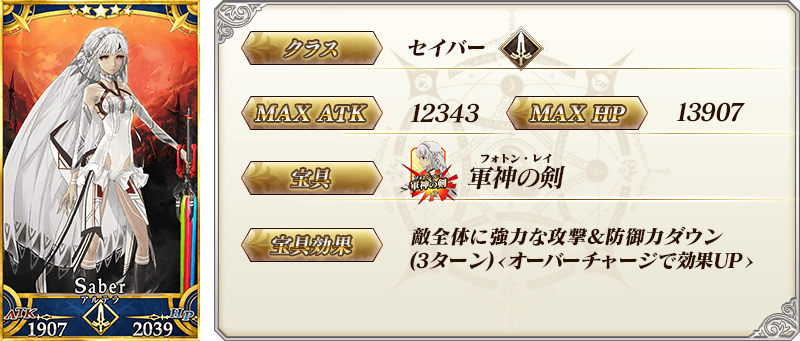 Saber
アルテラ
ATK
HP
1907
2039
クラス
セイバー
MAX ATK
12343
MAX HP
13907
宝具
軍神の剣
フォトン・レイ
軍神の剣
宝具効果
敵全体に強力な攻撃&防御力ダウン
(3ターン)<オーバーチャージで効果UP>